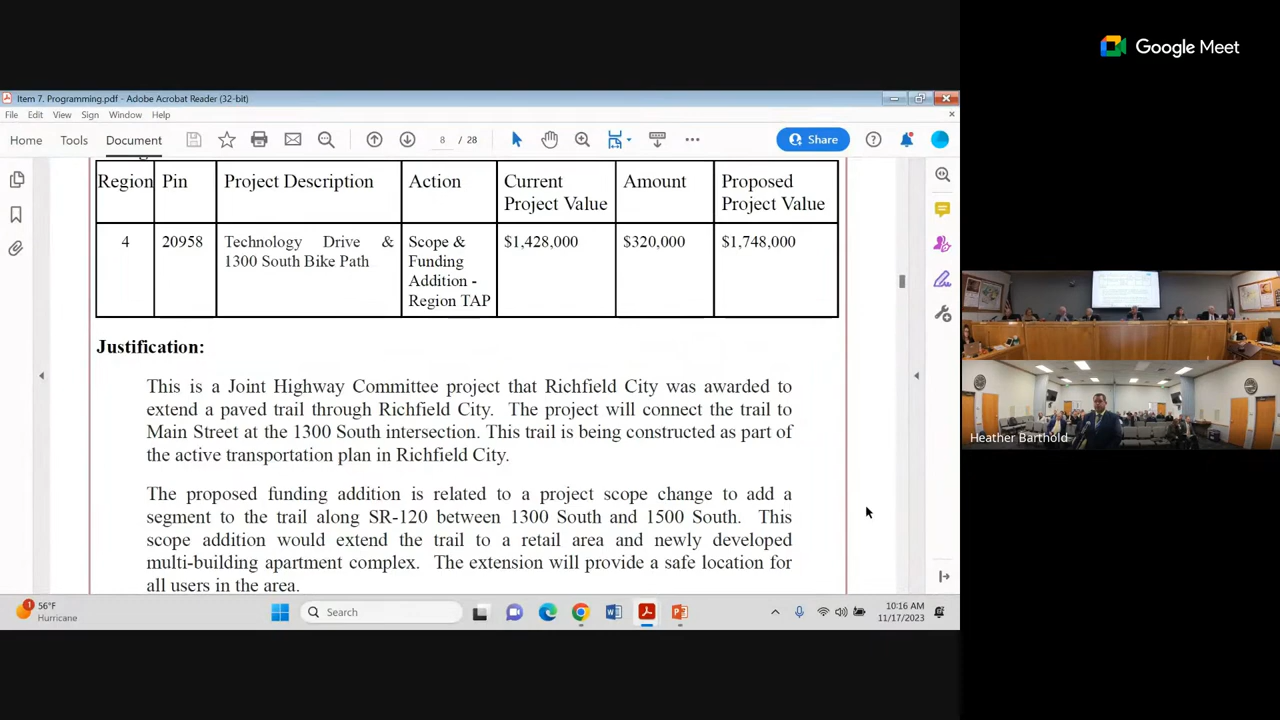 Google Meet
Item 7. Programming.pdf - Adobe Acrobat Reader (32-bit)
File Edit View Sign Window Help
Home Tools Document 8 / 28 Share
Region Pin Project Description Action Current Project Value Amount Proposed Project Value
4 20958 Technology Drive & 1300 South Bike Path Scope & Funding Addition - Region TAP $1,428,000 $320,000 $1,748,000
Justification:
This is a Joint Highway Committee project that Richfield City was awarded to
extend a paved trail through Richfield City. The project will connect the trail to
Main Street at the 1300 South intersection. This trail is being constructed as part of
the active transportation plan in Richfield City.
The proposed funding addition is related to a project scope change to add a
segment to the trail along SR-120 between 1300 South and 1500 South. This
scope addition would extend the trail to a retail area and newly developed
multi-building apartment complex. The extension will provide a safe location for
all users in the area.
Heather Barthold
1
56°F
Hurricane
Search
10:16 AM
11/17/2023